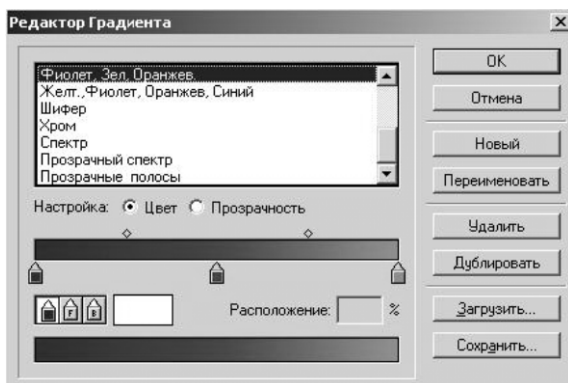 Редактор Градиента
Фиолет, Зел, Оранжев.
Желт.,Фиолет, Оранжев, Синий
Шифер
Хром
Спектр
Прозрачный спектр
Прозрачные полосы
Настройка: Цвет Прозрачность
F B Расположение: %
OK
Отмена
Новый
Переименовать
Удалить
Дублировать
Загрузить...
Сохранить...